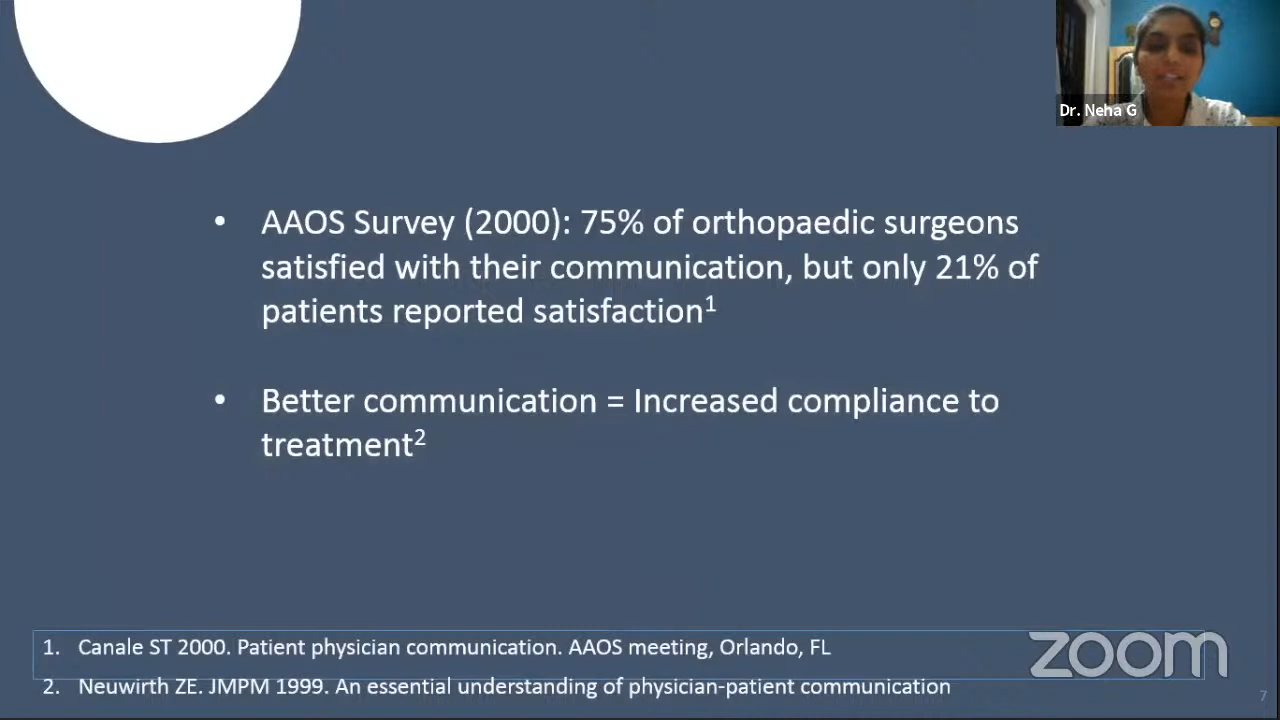 Dr. Neha G
• AAOS Survey (2000): 75% of orthopaedic surgeons
satisfied with their communication, but only 21% of
patients reported satisfaction1
• Better communication = Increased compliance to
treatment2
1. Canale ST 2000. Patient physician communication. AAOS meeting, Orlando, FL
zoom
2. Neuwirth ZE. JMPM 1999. An essential understanding of physician-patient communication
7